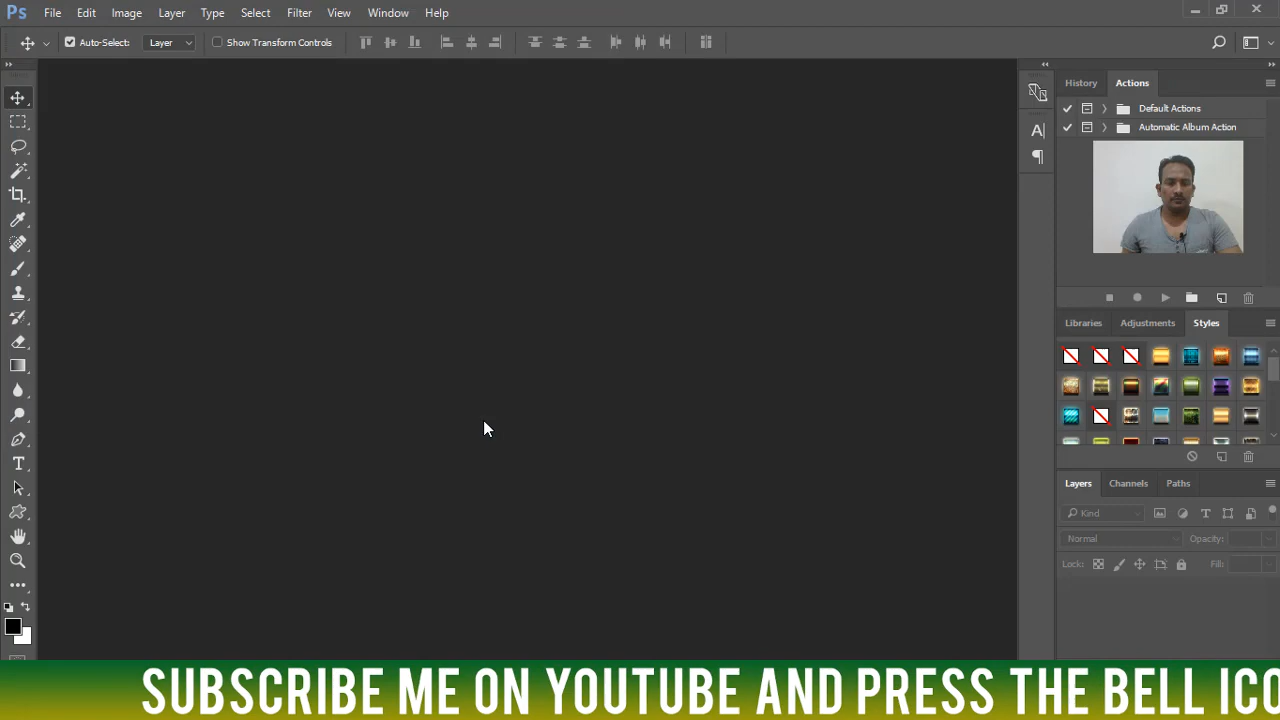 Ps File Edit Image Layer Type Select Filter View Window Help
Auto-Select: Layer Show Transform Controls
History Actions
Default Actions
Automatic Album Action
Libraries Adjustments Styles
Layers Channels Paths
Kind
Normal Opacity:
Lock: Fill:
SUBSCRIBE ME ON YOUTUBE AND PRESS THE BELL ICO